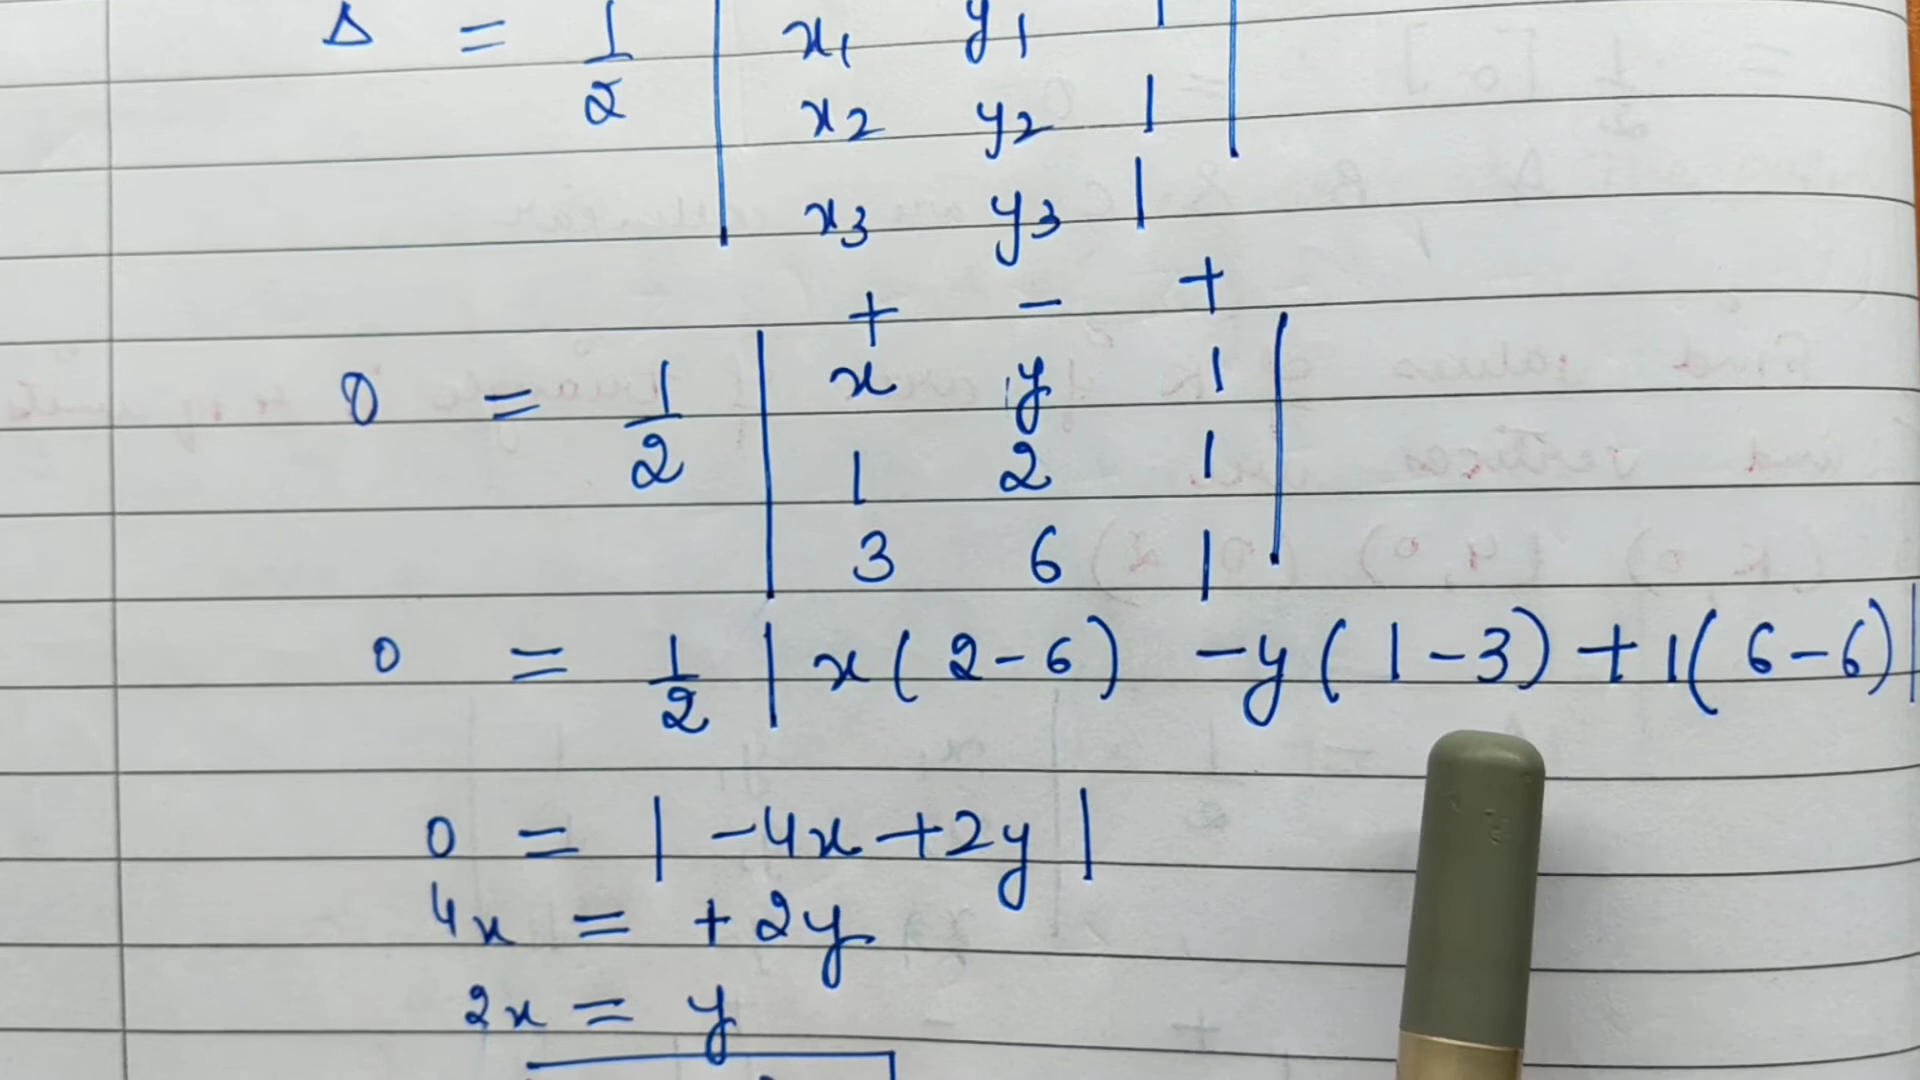 Δ = 1/2 | x1 y1 1 |
x2 y2 1
x3 y3 1
+ - +
0 = 1/2 | x y 1 |
1 2 1
3 6 1
0 = 1/2 | x(2-6) -y(1-3) +1(6-6) |
0 = | -4x+2y |
4x = +2y
2x = y